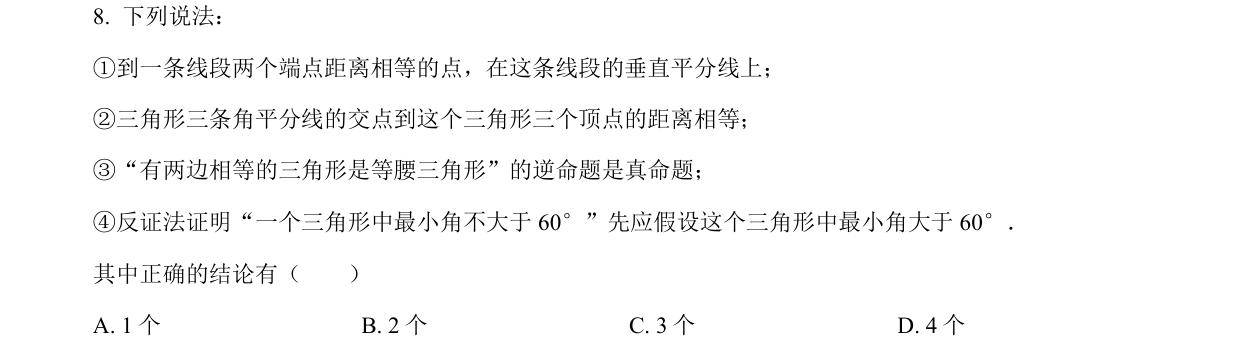 8. 下列说法：
①到一条线段两个端点距离相等的点，在这条线段的垂直平分线上；
②三角形三条角平分线的交点到这个三角形三个顶点的距离相等；
③“有两边相等的三角形是等腰三角形”的逆命题是真命题；
④反证法证明“一个三角形中最小角不大于 60°”先应假设这个三角形中最小角大于 60°．
其中正确的结论有（　　）
A. 1 个　　B. 2 个　　C. 3 个　　D. 4 个